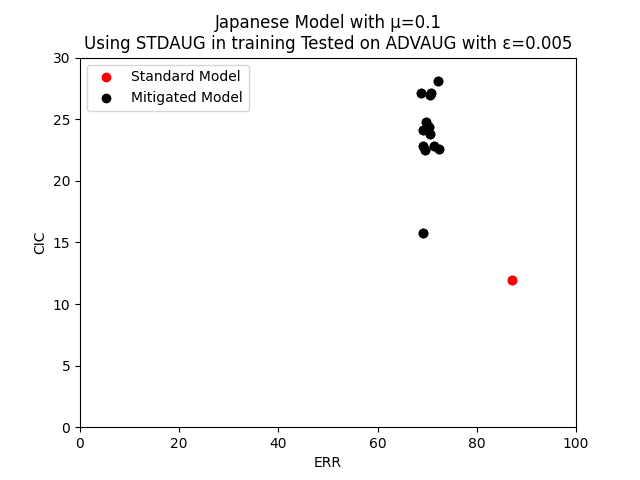 Japanese Model with μ=0.1
Using STDAUG in training Tested on ADVAUG with ε=0.005
Standard Model
Mitigated Model
30
25
20
15
10
5
0
CIC
0 20 40 60 80 100
ERR